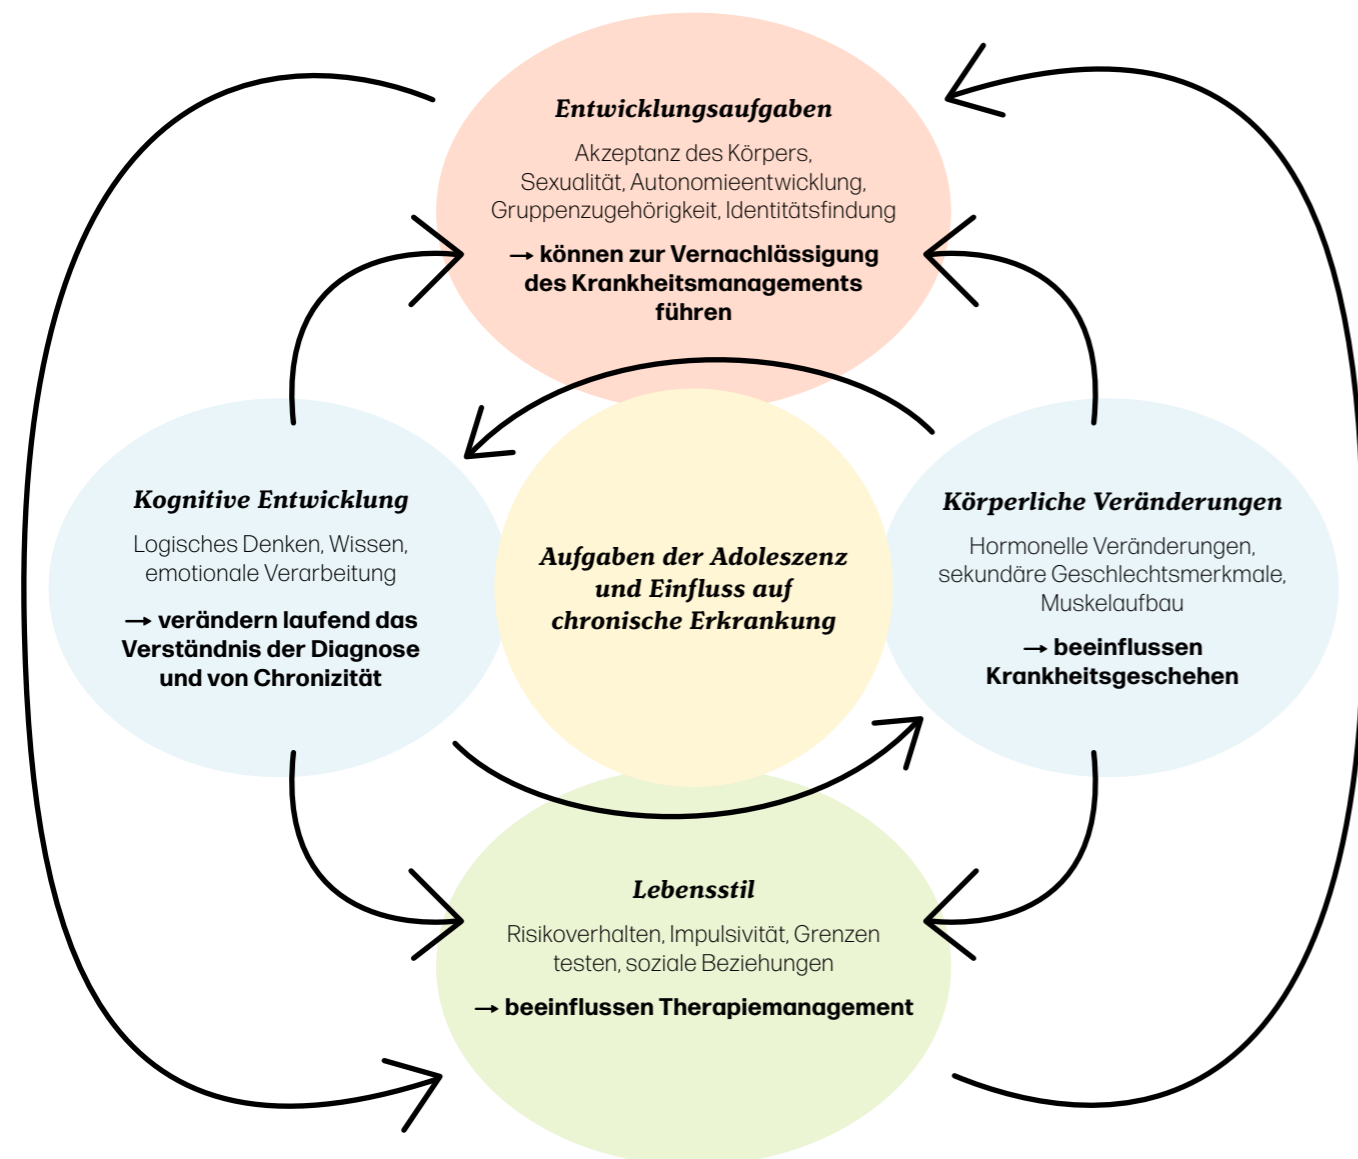 Entwicklungsaufgaben
Akzeptanz des Körpers,
Sexualität, Autonomieentwicklung,
Gruppenzugehörigkeit, Identitätsfindung
→ können zur Vernachlässigung
des Krankheitsmanagements
führen
Kognitive Entwicklung
Logisches Denken, Wissen,
emotionale Verarbeitung
→ verändern laufend das
Verständnis der Diagnose
und von Chronizität
Aufgaben der Adoleszenz
und Einfluss auf
chronische Erkrankung
Körperliche Veränderungen
Hormonelle Veränderungen,
sekundäre Geschlechtsmerkmale,
Muskelaufbau
→ beeinflussen
Krankheitsgeschehen
Lebensstil
Risikoverhalten, Impulsivität, Grenzen
testen, soziale Beziehungen
→ beeinflussen Therapiemanagement